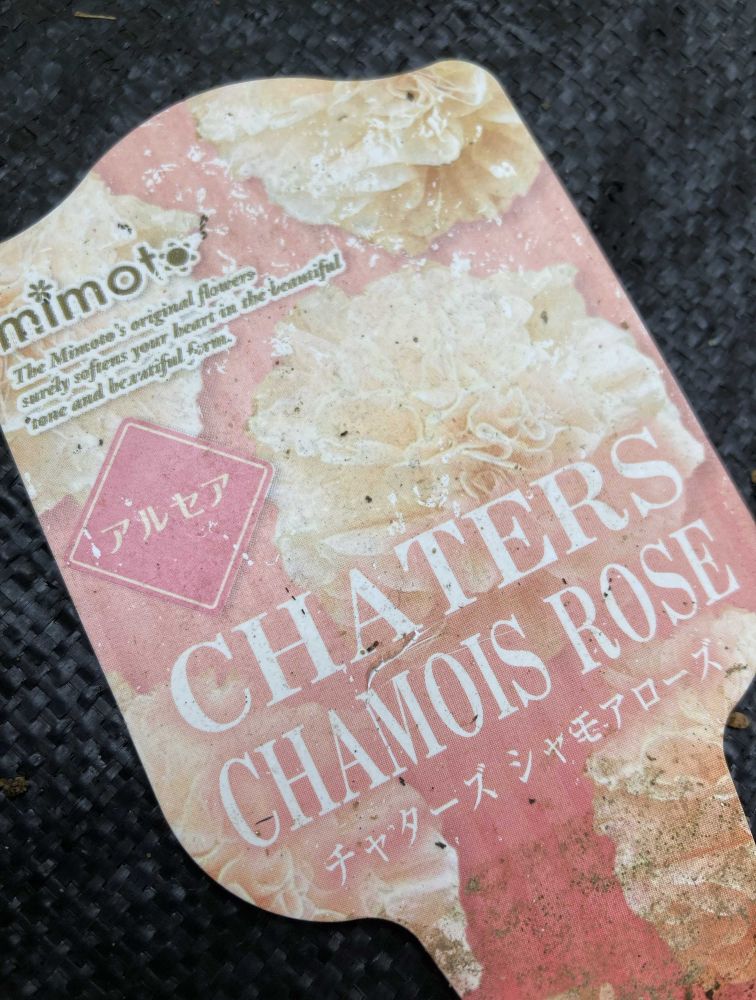 mimoto
The Mimoto's original flowers
surely softens your heart in the beautiful
tone and beautiful form.
アルセア
CHATERS
CHAMOIS ROSE
チャターズ シャモアローズ